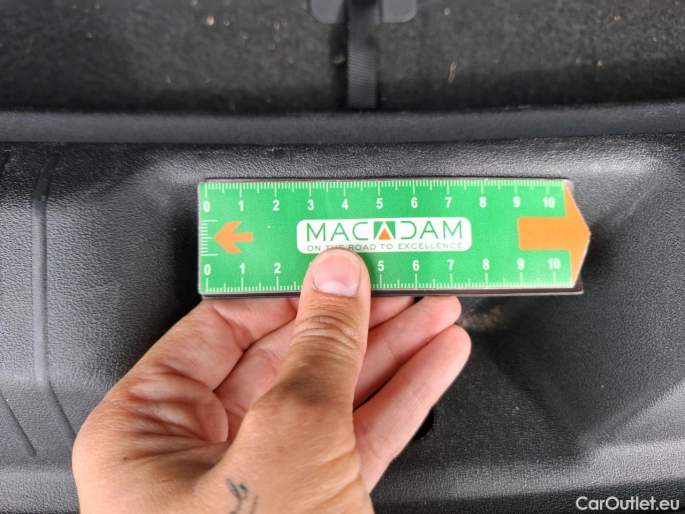 0 1 2 3 4 5 6 7 8 9 10
MACADAM
ON THE ROAD TO EXCELLENCE
0 1 2 5 6 7 8 9 10
CarOutlet.eu